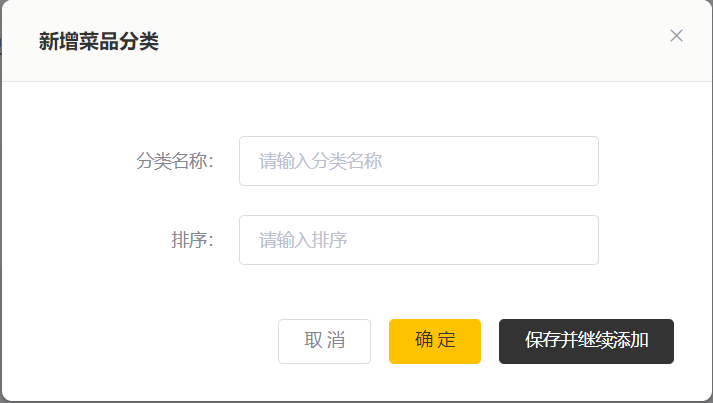 新增菜品分类
分类名称：
请输入分类名称
排序：
请输入排序
取 消
确 定
保存并继续添加